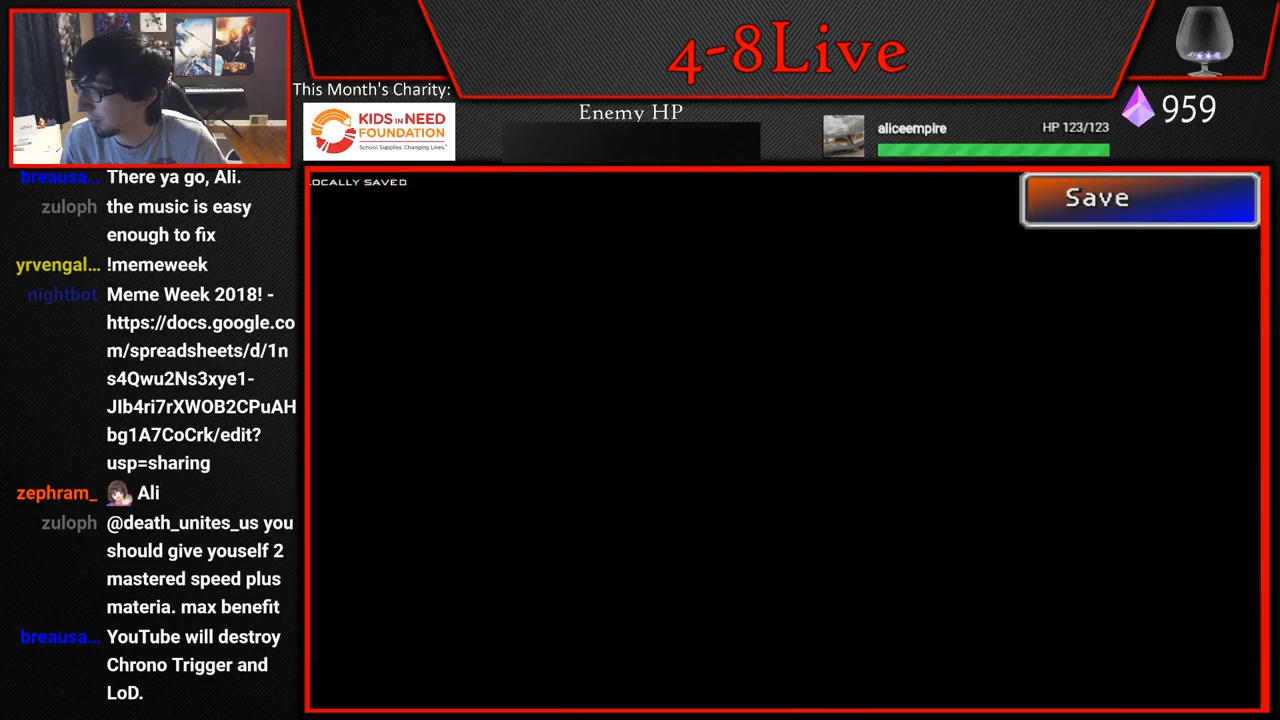 4-8Live
This Month's Charity:
KIDS IN NEED
FOUNDATION
School Supplies. Changing Lives.™
Enemy HP
aliceempire
HP 123/123
959
breausa… There ya go, Ali.
zuloph the music is easy
enough to fix
yrvengal… !memeweek
nightbot Meme Week 2018! -
https://docs.google.co
m/spreadsheets/d/1n
s4Qwu2Ns3xye1-
JIb4ri7rXWOB2CPuAH
bg1A7CoCrk/edit?
usp=sharing
zephram_ Ali
zuloph @death_unites_us you
should give youself 2
mastered speed plus
materia. max benefit
breausa… YouTube will destroy
Chrono Trigger and
LoD.
LOCALLY SAVED
Save